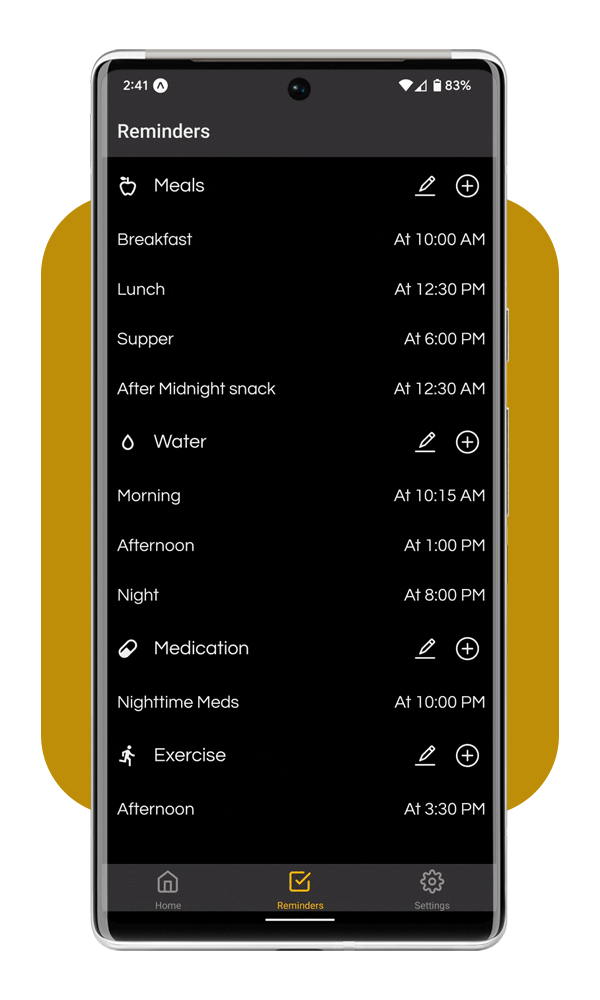 2:41 83%
Reminders
Meals
Breakfast At 10:00 AM
Lunch At 12:30 PM
Supper At 6:00 PM
After Midnight snack At 12:30 AM
Water
Morning At 10:15 AM
Afternoon At 1:00 PM
Night At 8:00 PM
Medication
Nighttime Meds At 10:00 PM
Exercise
Afternoon At 3:30 PM
Home Reminders Settings